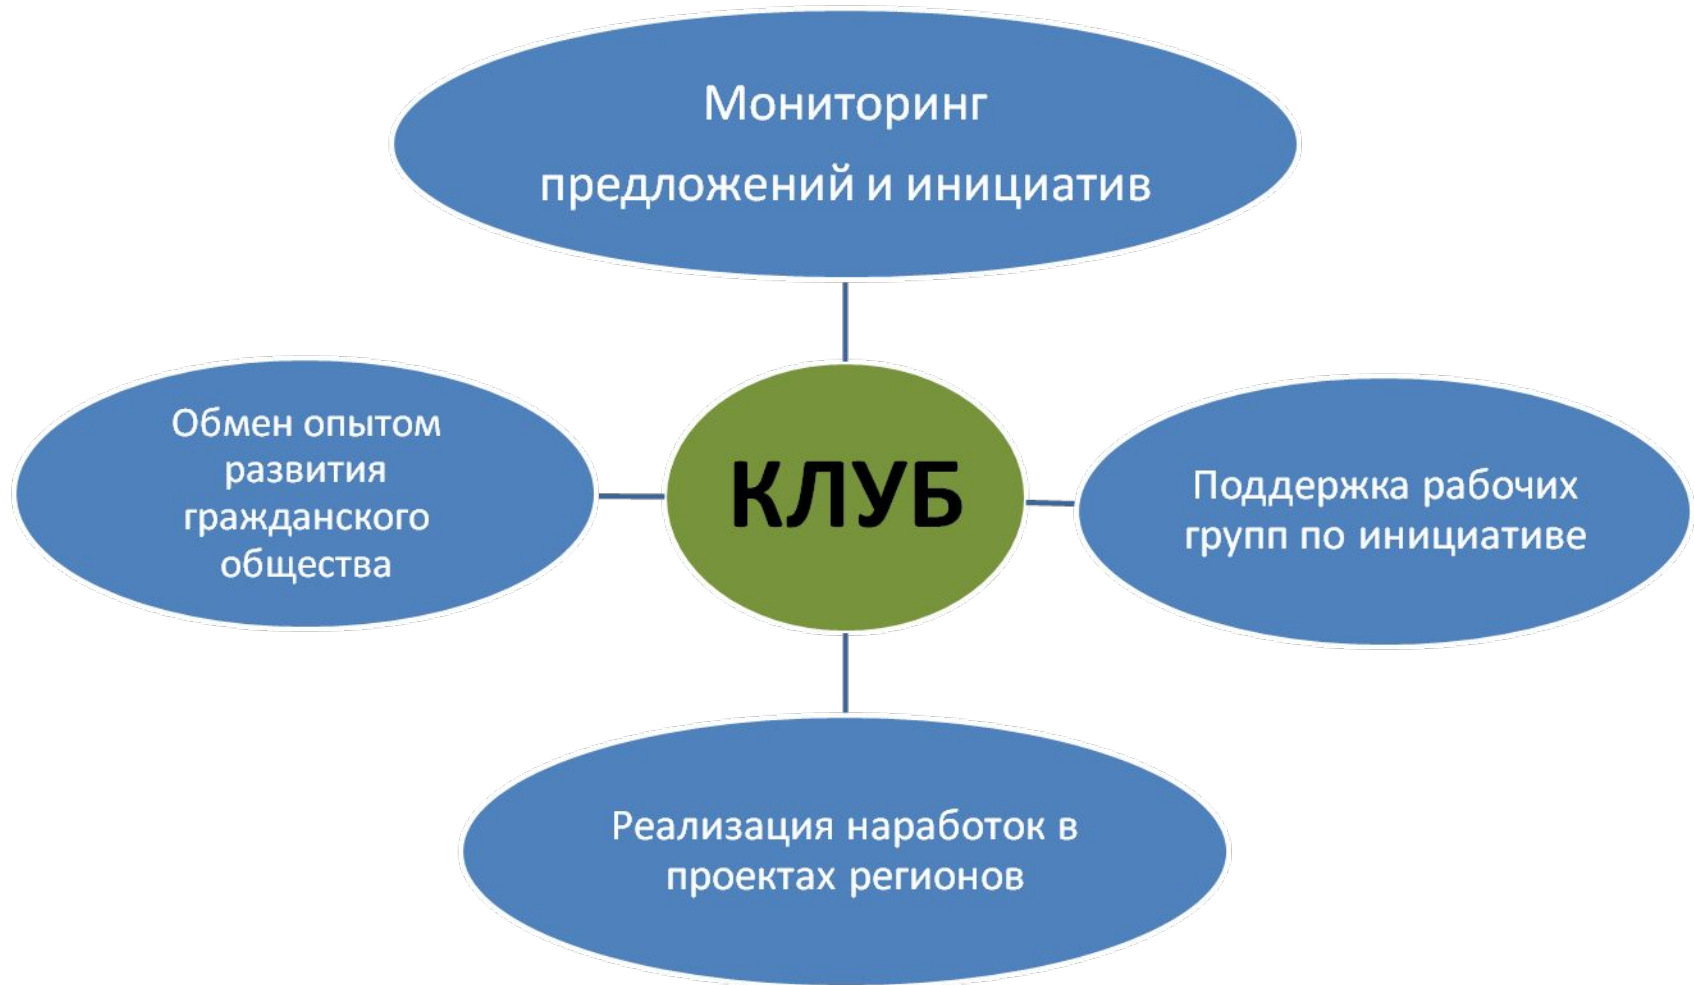 Мониторинг
предложений и инициатив
Обмен опытом
развития
гражданского
общества
КЛУБ
Поддержка рабочих
групп по инициативе
Реализация наработок в
проектах регионов